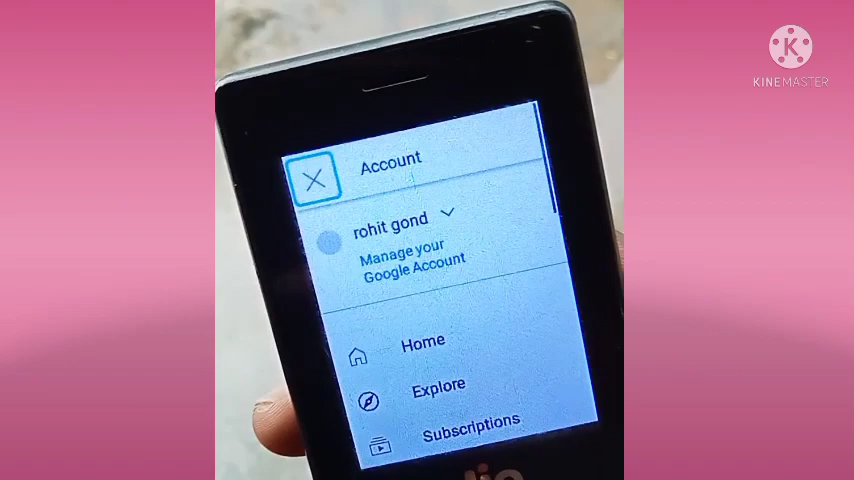 KINEMASTER
Account
rohit gond
Manage your
Google Account
Home
Explore
Subscriptions